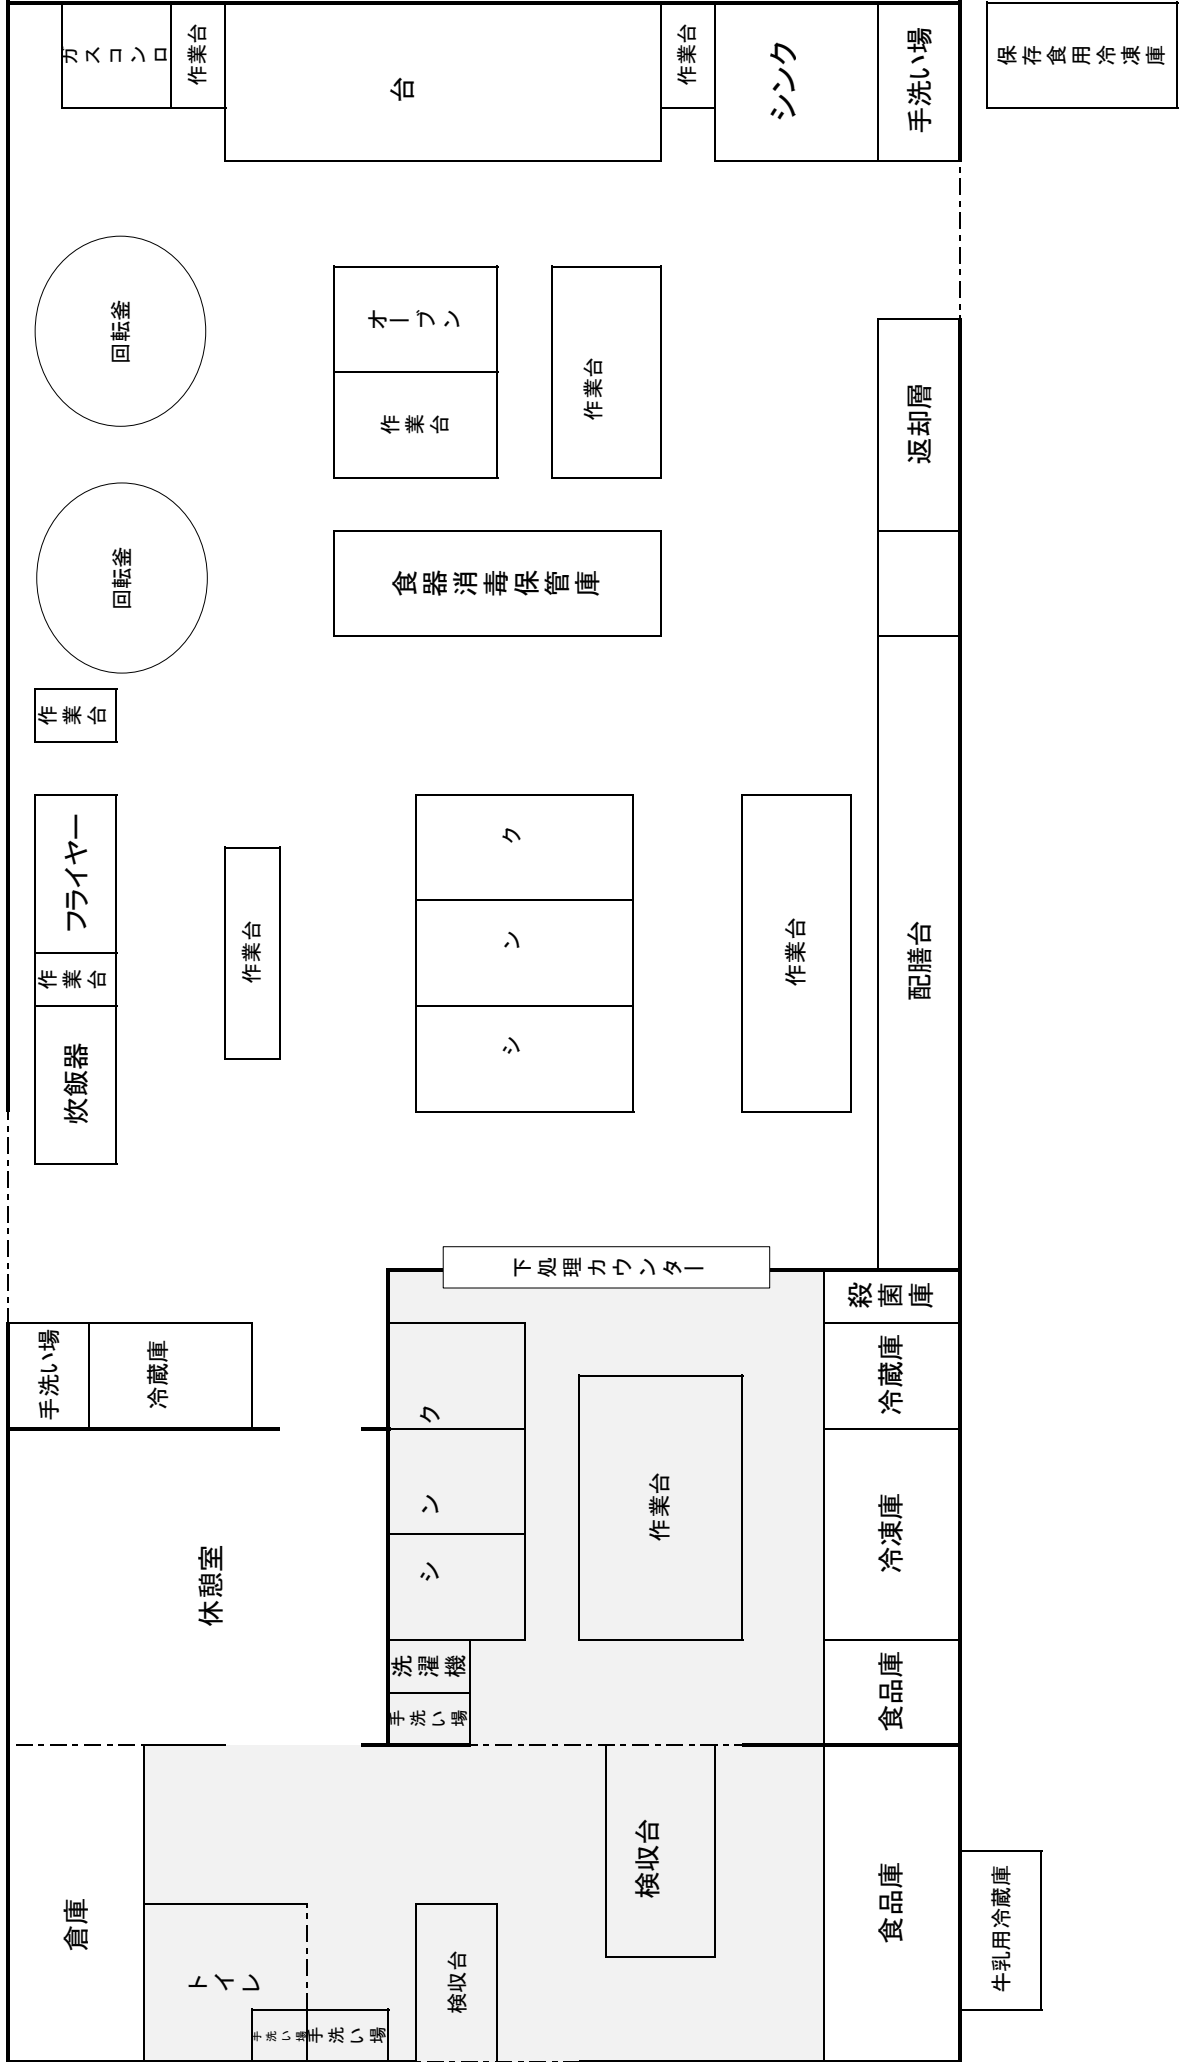 ガスコンロ
作業台
台
作業台
シンク
手洗い場
保存食用冷凍庫
回転釜
オーブン
作業台
作業台
返却層
回転釜
食器消毒保管庫
作業台
フライヤー
作業台
炊飯器
作業台
シンク
作業台
配膳台
下処理カウンター
殺菌庫
手洗い場
冷蔵庫
シンク
作業台
冷蔵庫
冷凍庫
休憩室
洗濯機
手洗い場
食品庫
倉庫
トイレ
手洗い場
手洗い場
検収台
検収台
食品庫
牛乳用冷蔵庫